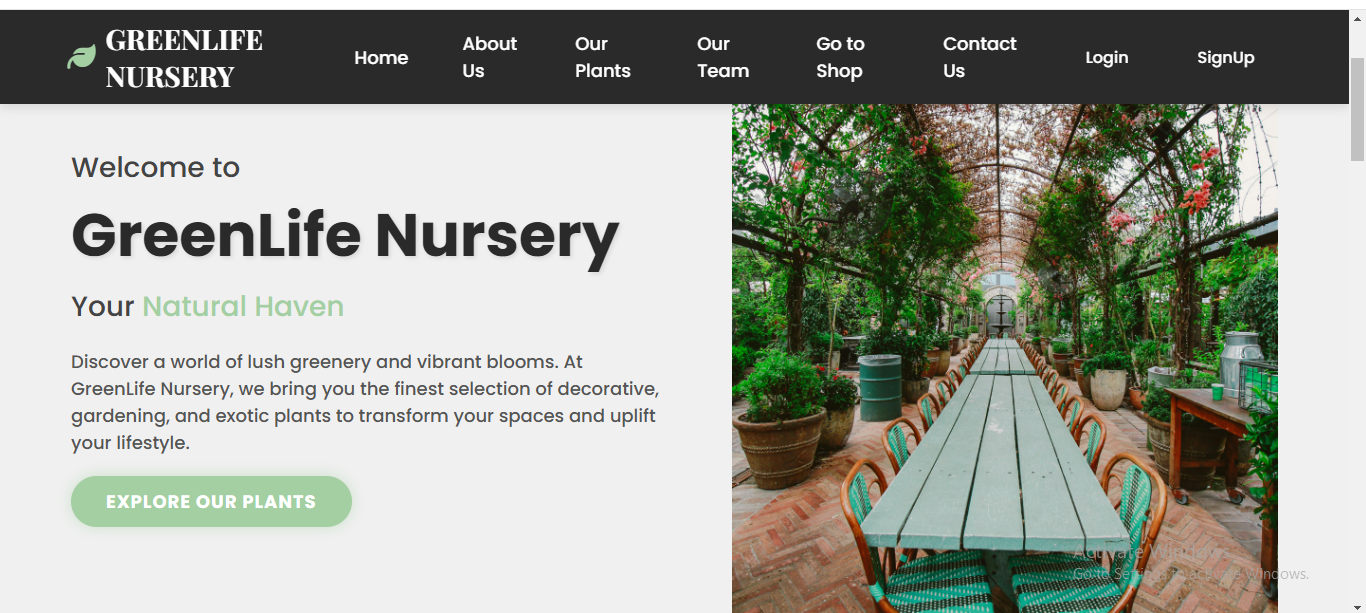 GREENLIFE
NURSERY
Home
About
Us
Our
Plants
Our
Team
Go to
Shop
Contact
Us
Login
SignUp
Welcome to
GreenLife Nursery
Your Natural Haven
Discover a world of lush greenery and vibrant blooms. At
GreenLife Nursery, we bring you the finest selection of decorative,
gardening, and exotic plants to transform your spaces and uplift
your lifestyle.
EXPLORE OUR PLANTS
Activate Windows
Go to Settings to activate Windows.